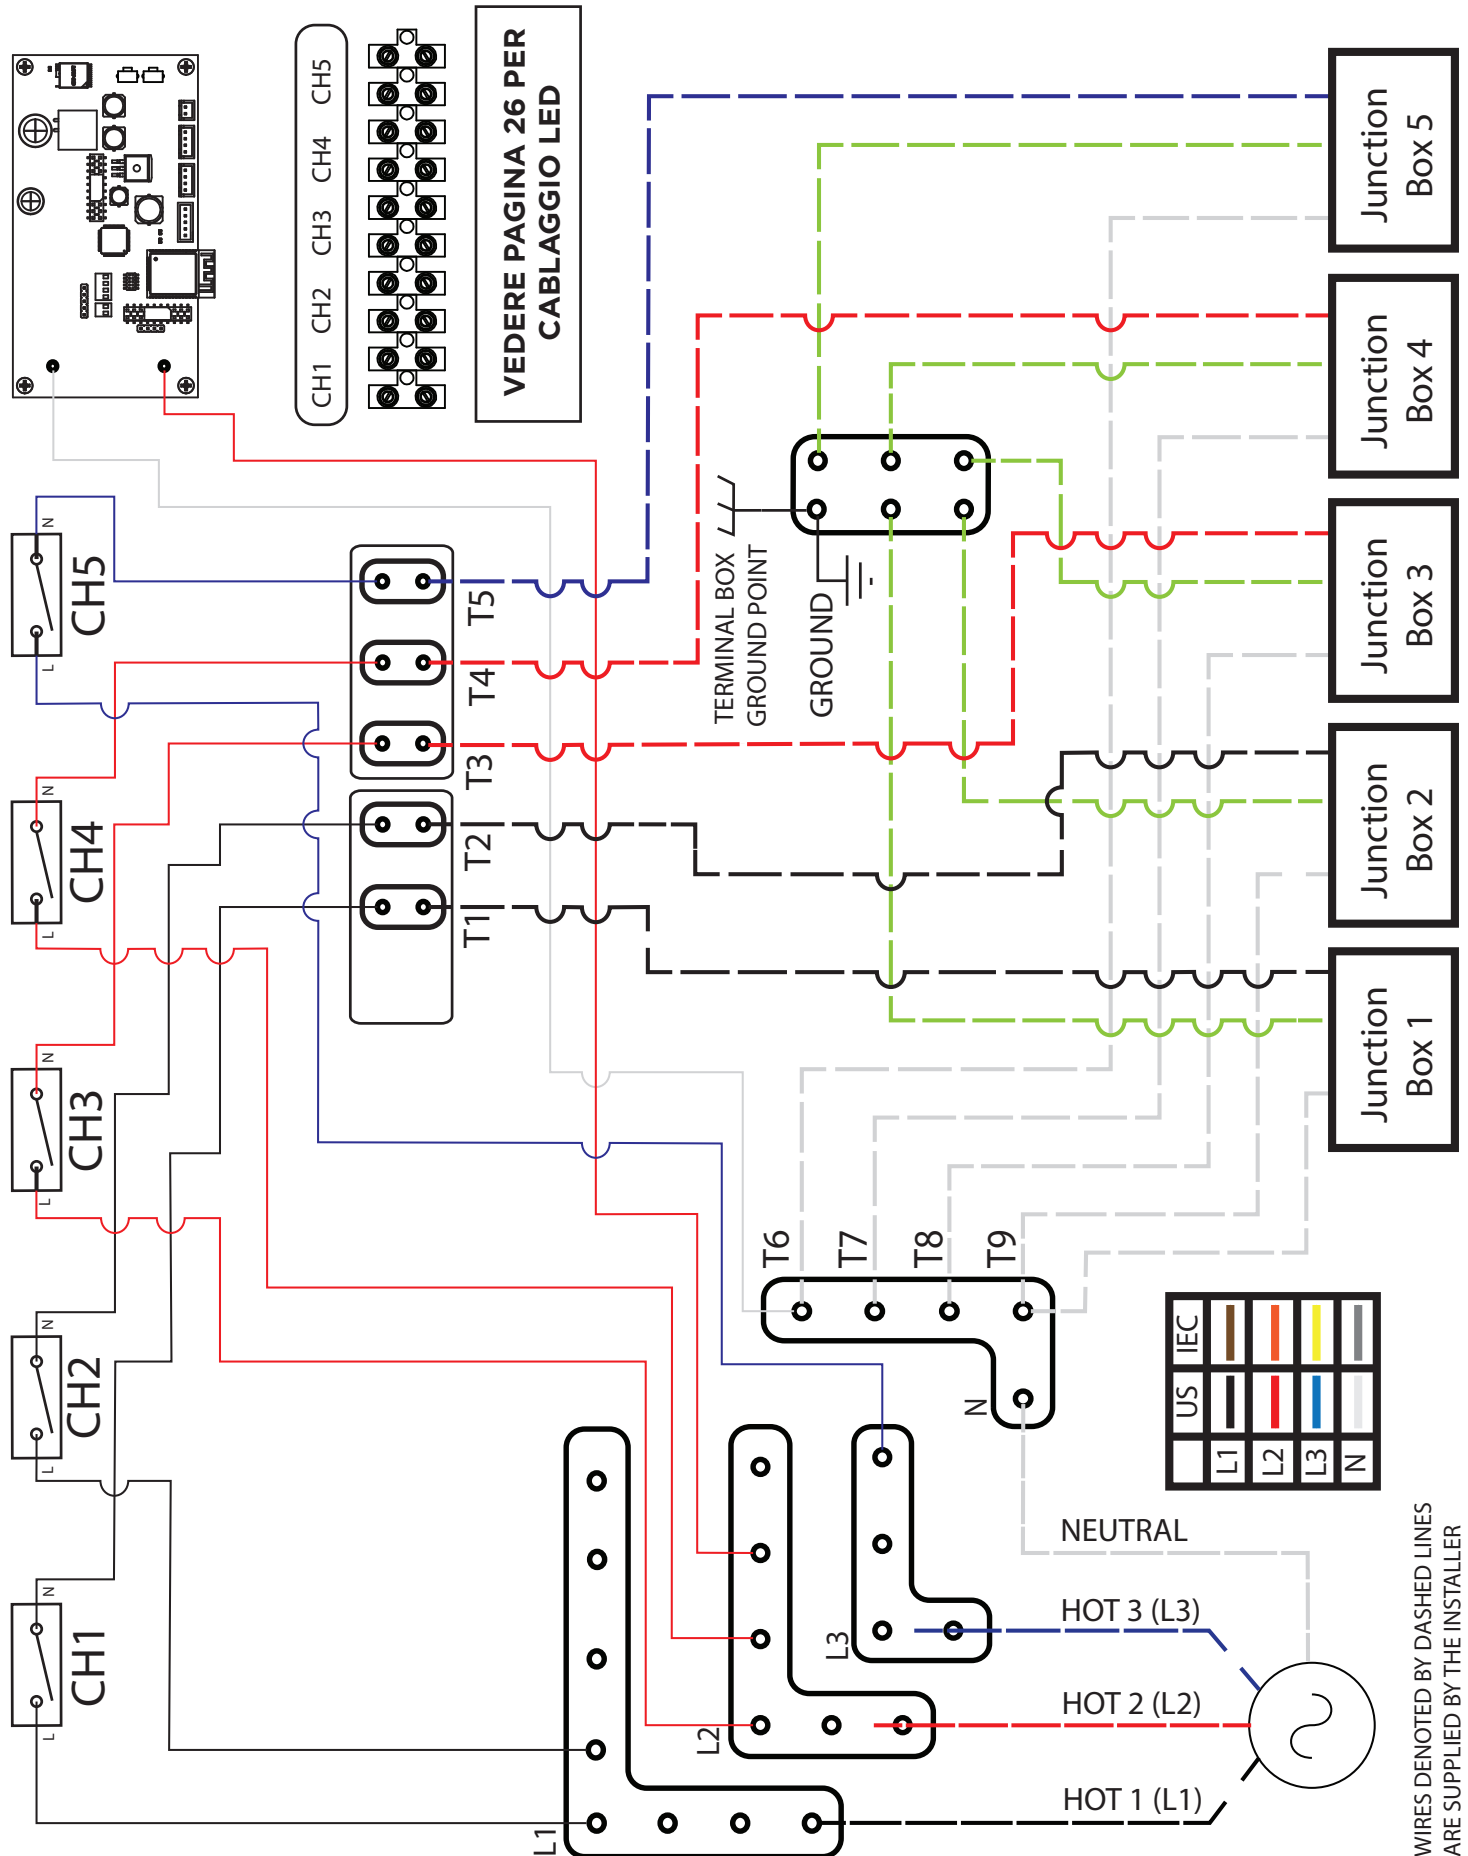 CH1
CH2
CH3
CH4
CH5
VEDERE PAGINA 26 PER
CABLAGGIO LED
L
N
CH1
L
N
CH2
L
N
CH3
L
N
CH4
L
N
CH5
T1
T2
T3
T4
T5
TERMINAL BOX
GROUND POINT
GROUND
L1
L2
L3
N
T9
T8
T7
T6
HOT 1 (L1)
HOT 2 (L2)
HOT 3 (L3)
NEUTRAL
US IEC
L1
L2
L3
N
Junction
Box 1
Junction
Box 2
Junction
Box 3
Junction
Box 4
Junction
Box 5
WIRES DENOTED BY DASHED LINES
ARE SUPPLIED BY THE INSTALLER